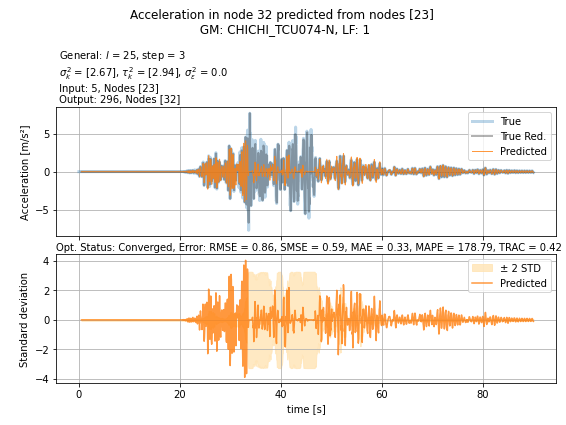 Acceleration in node 32 predicted from nodes [23]
GM: CHICHI_TCU074-N, LF: 1
General: l = 25, step = 3
σ²ₖ = [2.67], τ²ₖ = [2.94], σ²_ε = 0.0
Input: 5, Nodes [23]
Output: 296, Nodes [32]
True
True Red.
Predicted
Acceleration [m/s²]
5
0
−5
Opt. Status: Converged, Error: RMSE = 0.86, SMSE = 0.59, MAE = 0.33, MAPE = 178.79, TRAC = 0.42
± 2 STD
Predicted
Standard deviation
4
2
0
−2
−4
0 20 40 60 80
time [s]